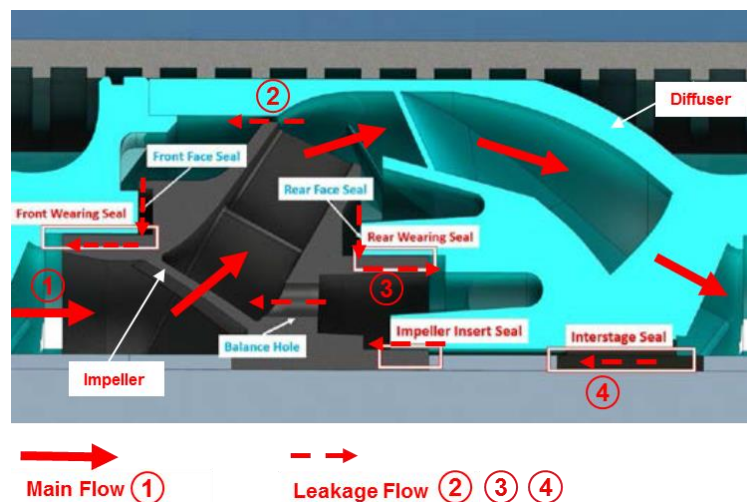 ②
Diffuser
Front Face Seal
Rear Face Seal
Front Wearing Seal
Rear Wearing Seal
①
③
Balance Hole
Impeller Insert Seal
Interstage Seal
Impeller
④
Main Flow ①
Leakage Flow ② ③ ④